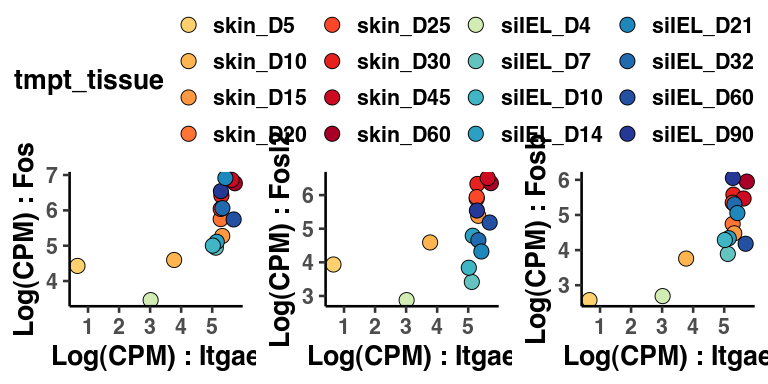 skin_D5 skin_D25 siIEL_D4 siIEL_D21
skin_D10 skin_D30 siIEL_D7 siIEL_D32
tmpt_tissue
skin_D15 skin_D45 siIEL_D10 siIEL_D60
skin_D20 skin_D60 siIEL_D14 siIEL_D90
Log(CPM) : Fos
7
6
5
4
1 2 3 4 5
Log(CPM) : Itgae
Log(CPM) : Fosl2
6
5
4
3
1 2 3 4 5
Log(CPM) : Itgae
Log(CPM) : Fosb
6
5
4
3
1 2 3 4 5
Log(CPM) : Itgae